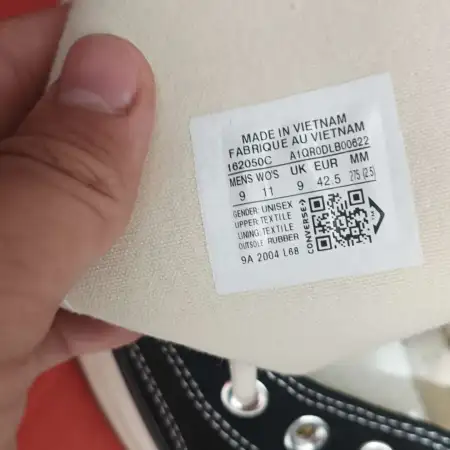 MADE IN VIETNAM
FABRIQUE AU VIETNAM
162050C A1QR0DLB00622
MENS WO'S UK EUR MM
9 11 9 42.5 275 (2.5)
GENDER: UNISEX
UPPER: TEXTILE
LINING: TEXTILE
OUTSOLE: RUBBER
CONVERSE
9A 2004 L68